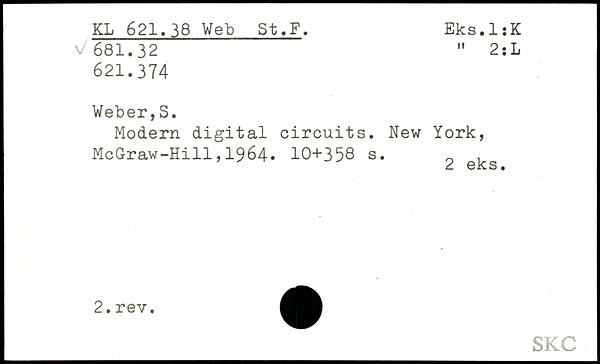 KL 621.38 Web St.F. Eks.1:K
✓ 681.32 " 2:L
621.374
Weber,S.
Modern digital circuits. New York,
McGraw-Hill,1964. 10+358 s.
2 eks.
2.rev.
SKC